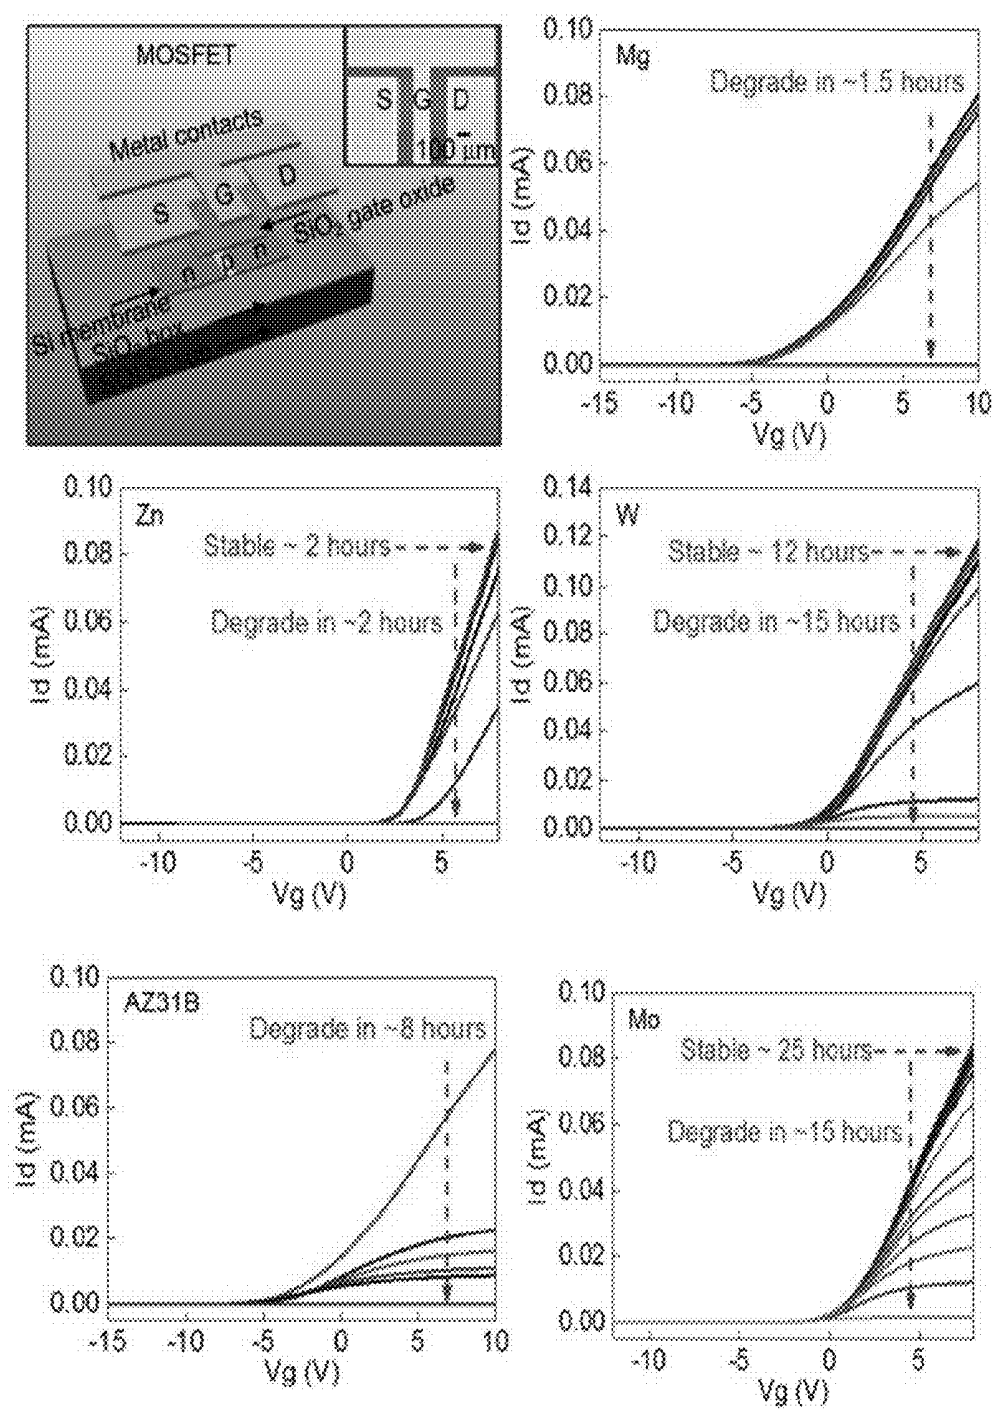 MOSFET
S G D
100 μm
Metal contacts
S G D
SiO₂ gate oxide
n p n
Si membrane
SiO₂ box
Mg
Degrade in ~1.5 hours
Id (mA)
0.10
0.08
0.06
0.04
0.02
0.00
-15 -10 -5 0 5 10
Vg (V)
Zn
Stable ~ 2 hours
Degrade in ~2 hours
Id (mA)
0.10
0.08
0.06
0.04
0.02
0.00
-10 -5 0 5
Vg (V)
W
Stable ~ 12 hours
Degrade in ~15 hours
Id (mA)
0.14
0.12
0.10
0.08
0.06
0.04
0.02
0.00
-10 -5 0 5
Vg (V)
AZ31B
Degrade in ~8 hours
Id (mA)
0.10
0.08
0.06
0.04
0.02
0.00
-15 -10 -5 0 5 10
Vg (V)
Mo
Stable ~ 25 hours
Degrade in ~15 hours
Id (mA)
0.10
0.08
0.06
0.04
0.02
0.00
-10 -5 0 5
Vg (V)